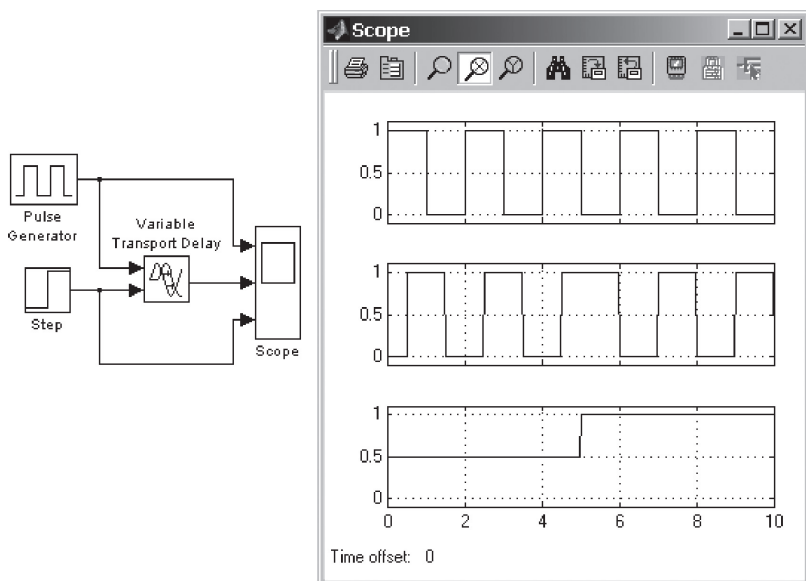 Scope
Pulse
Generator
Variable
Transport Delay
Step
Scope
1
0.5
0
1
0.5
0
1
0.5
0
0 2 4 6 8 10
Time offset: 0